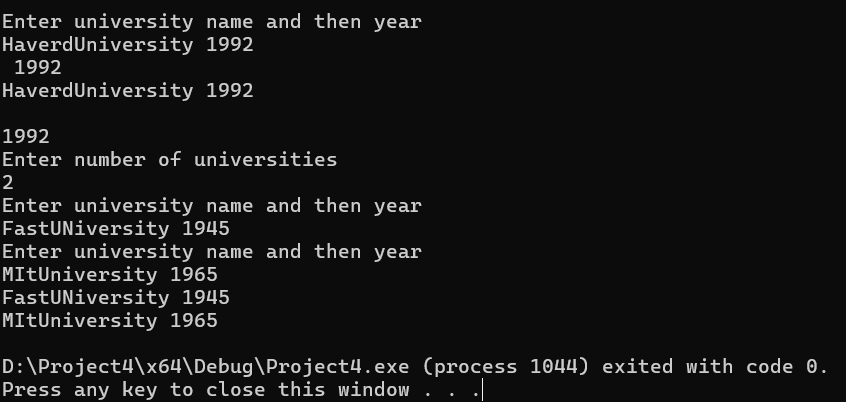 Enter university name and then year
HaverdUniversity 1992
 1992
HaverdUniversity 1992

1992
Enter number of universities
2
Enter university name and then year
FastUNiversity 1945
Enter university name and then year
MItUniversity 1965
FastUNiversity 1945
MItUniversity 1965

D:\Project4\x64\Debug\Project4.exe (process 1044) exited with code 0.
Press any key to close this window . . .